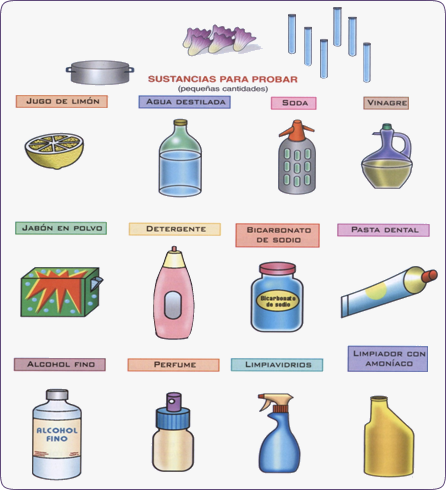 SUSTANCIAS PARA PROBAR
(pequeñas cantidades)
JUGO DE LIMÓN
AGUA DESTILADA
SODA
VINAGRE
JABÓN EN POLVO
DETERGENTE
BICARBONATO
DE SODIO
PASTA DENTAL
Bicarbonato
de sodio
ALCOHOL FINO
PERFUME
LIMPIAVIDRIOS
LIMPIADOR CON
AMONÍACO
ALCOHOL
FINO